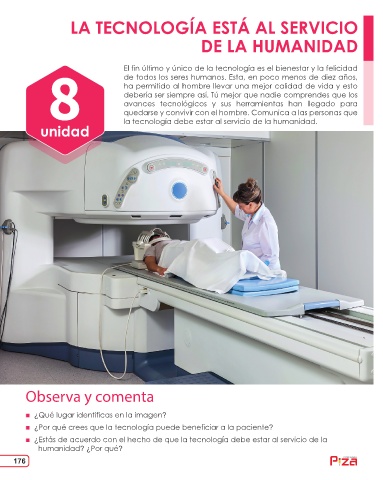 LA TECNOLOGÍA ESTÁ AL SERVICIO
DE LA HUMANIDAD
8
unidad
El fin último y único de la tecnología es el bienestar y la felicidad
de todos los seres humanos. Esta, en poco menos de diez años,
ha permitido al hombre llevar una mejor calidad de vida y esto
debería ser siempre así. Tú mejor que nadie comprendes que los
avances tecnológicos y sus herramientas han llegado para
quedarse y convivir con el hombre. Comunica a las personas que
la tecnología debe estar al servicio de la humanidad.
Observa y comenta
■ ¿Qué lugar identificas en la imagen?
■ ¿Por qué crees que la tecnología puede beneficiar a la paciente?
■ ¿Estás de acuerdo con el hecho de que la tecnología debe estar al servicio de la
humanidad? ¿Por qué?
176